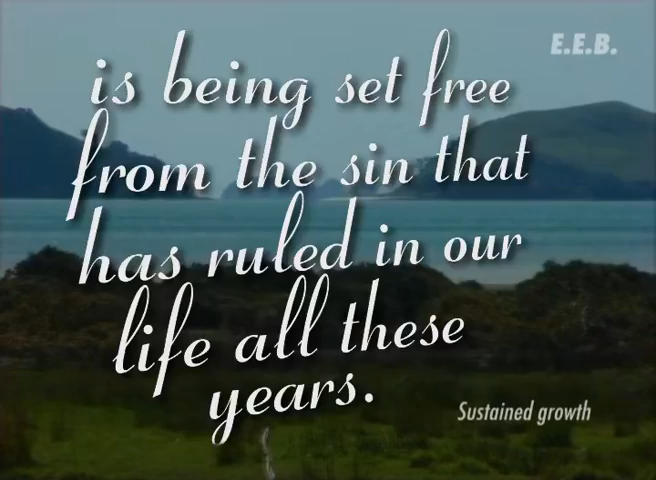 E.E.B.
is being set free
from the sin that
has ruled in our
life all these
years.
Sustained growth